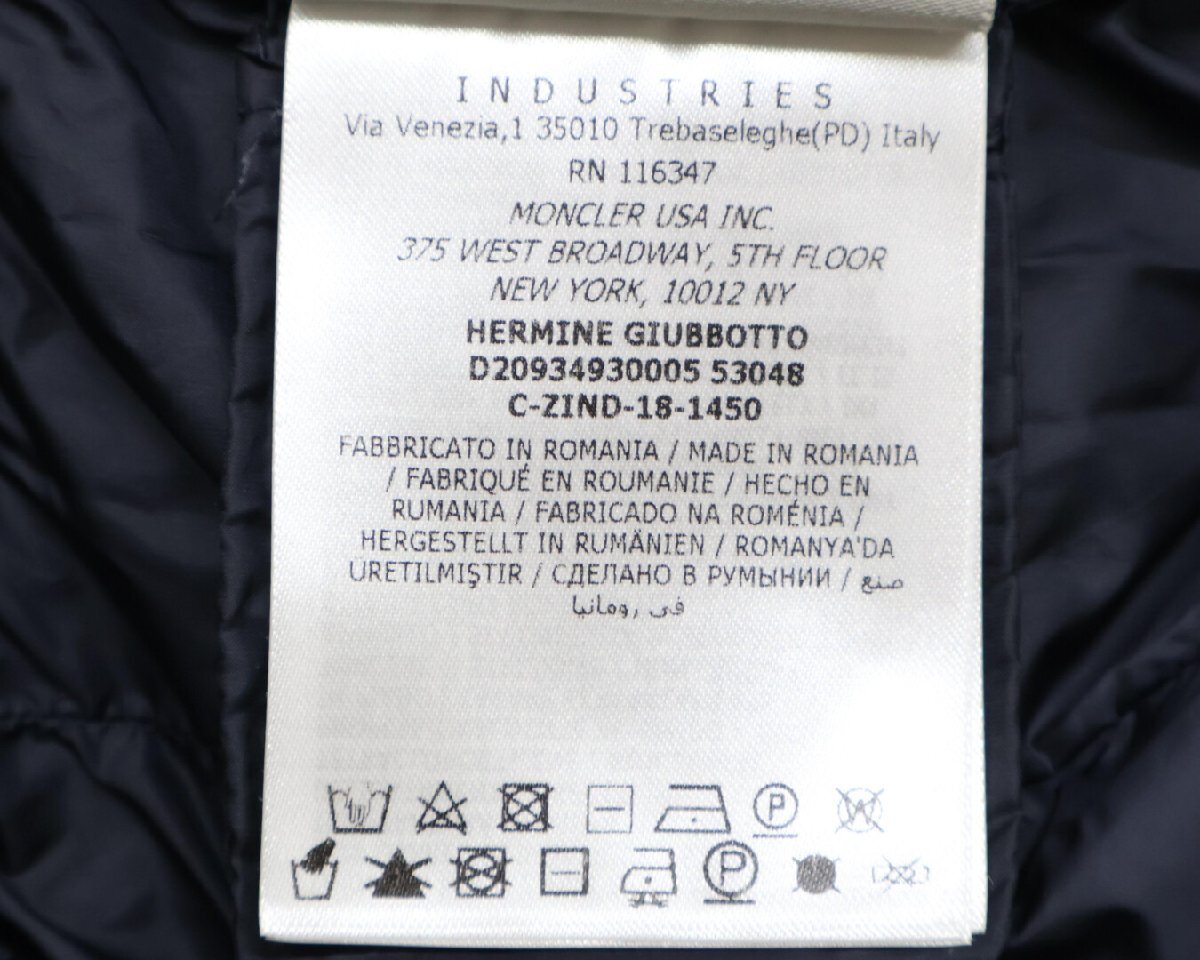 INDUSTRIES
Via Venezia,1 35010 Trebaseleghe(PD) Italy
RN 116347
MONCLER USA INC.
375 WEST BROADWAY, 5TH FLOOR
NEW YORK, 10012 NY
HERMINE GIUBBOTTO
D20934930005 53048
C-ZIND-18-1450
FABBRICATO IN ROMANIA / MADE IN ROMANIA
/ FABRIQUÉ EN ROUMANIE / HECHO EN
RUMANIA / FABRICADO NA ROMÉNIA /
HERGESTELLT IN RUMÄNIEN / ROMANYA'DA
ÜRETILMIŞTIR / СДЕЛАНО В РУМЫНИИ / صنع
في رومانيا
P
W
P